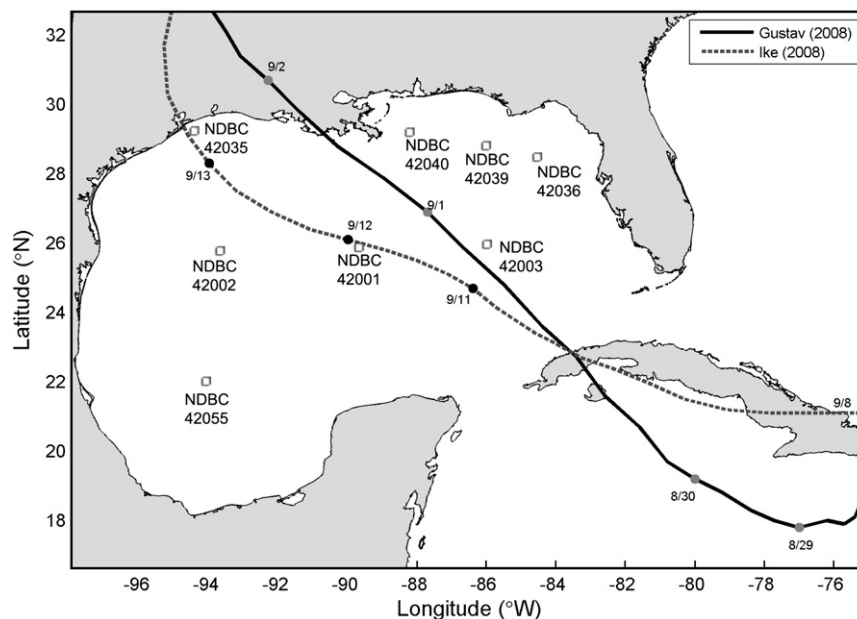 Gustav (2008)
Ike (2008)
32
30
28
26
24
22
20
18
Latitude (°N)
9/2
NDBC
42035
9/13
NDBC
42040
NDBC
42039
NDBC
42036
9/1
9/12
NDBC
42002
NDBC
42001
NDBC
42003
9/11
NDBC
42055
9/8
8/30
8/29
-96
-94
-92
-90
-88
-86
-84
-82
-80
-78
-76
Longitude (°W)